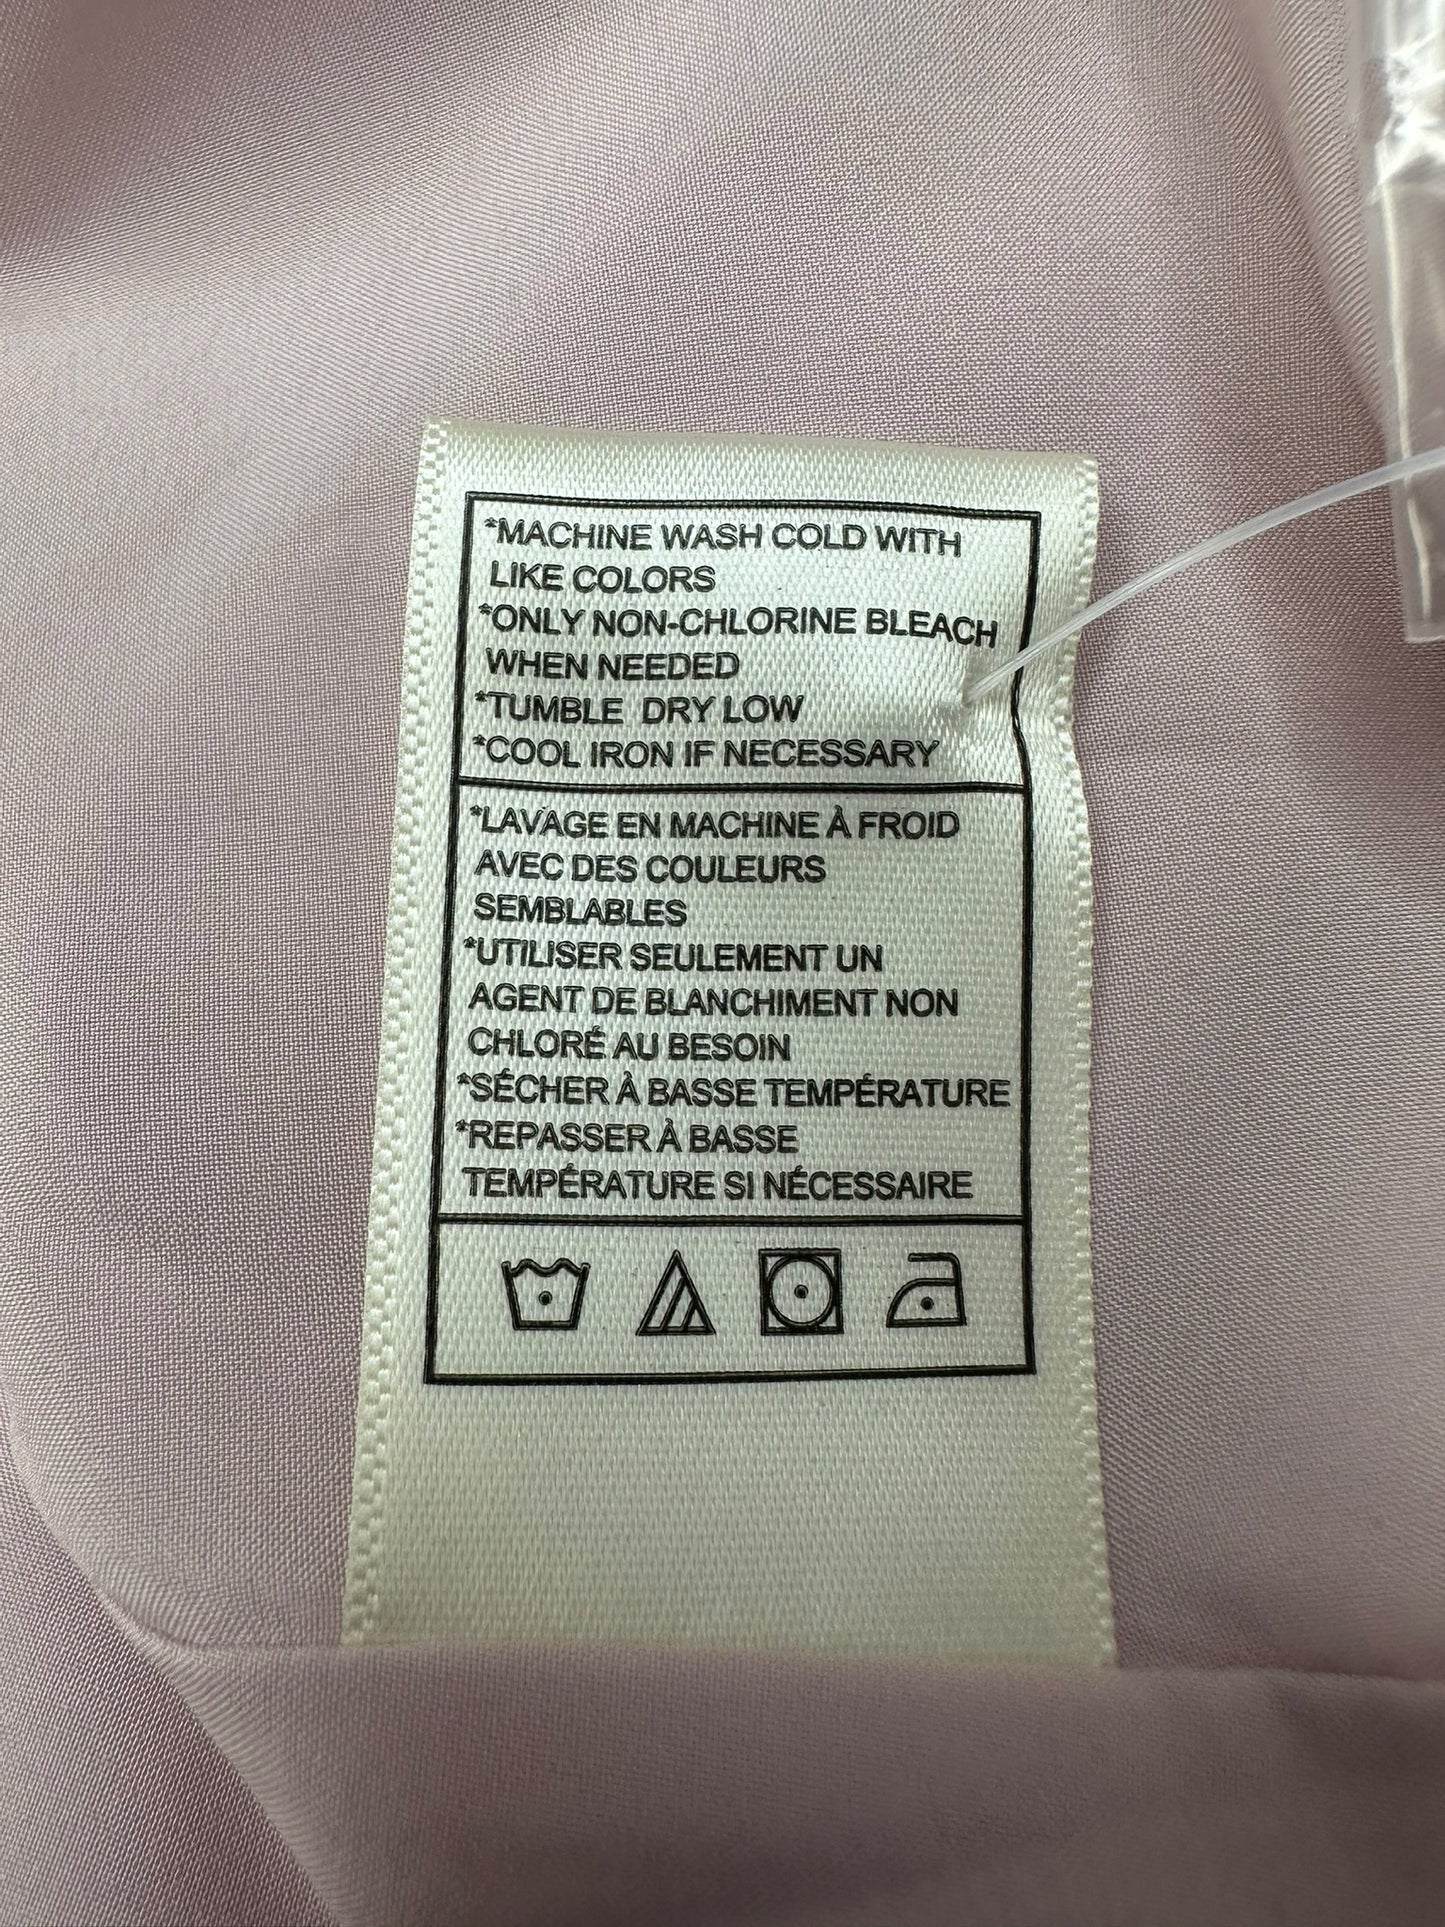 *MACHINE WASH COLD WITH
LIKE COLORS
*ONLY NON-CHLORINE BLEACH
WHEN NEEDED
*TUMBLE DRY LOW
*COOL IRON IF NECESSARY
*LAVAGE EN MACHINE À FROID
AVEC DES COULEURS
SEMBLABLES
*UTILISER SEULEMENT UN
AGENT DE BLANCHIMENT NON
CHLORÉ AU BESOIN
*SÉCHER À BASSE TEMPÉRATURE
*REPASSER À BASSE
TEMPÉRATURE SI NÉCESSAIRE